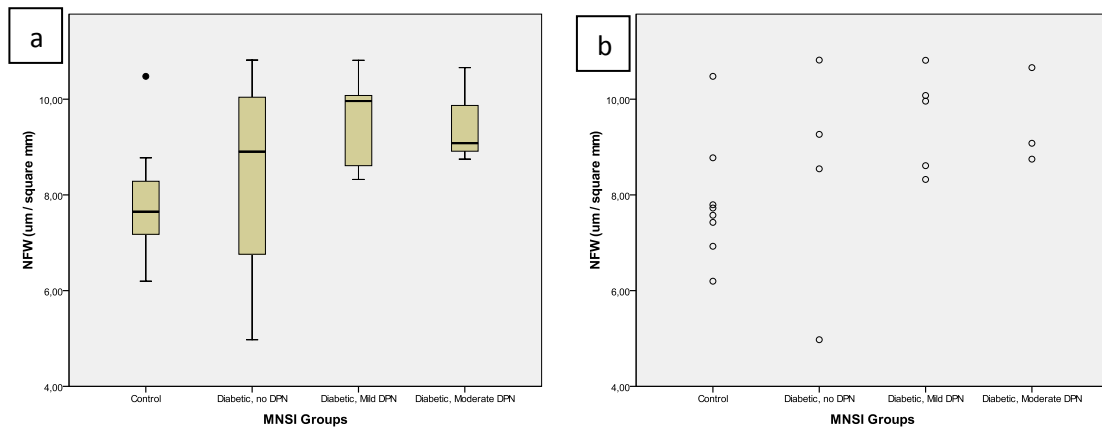 a
NFW (um / square mm)
10,00
8,00
6,00
4,00
Control
Diabetic, no DPN
Diabetic, Mild DPN
Diabetic, Moderate DPN
MNSI Groups
b
NFW (um / square mm)
10,00
8,00
6,00
4,00
Control
Diabetic, no DPN
Diabetic, Mild DPN
Diabetic, Moderate DPN
MNSI Groups